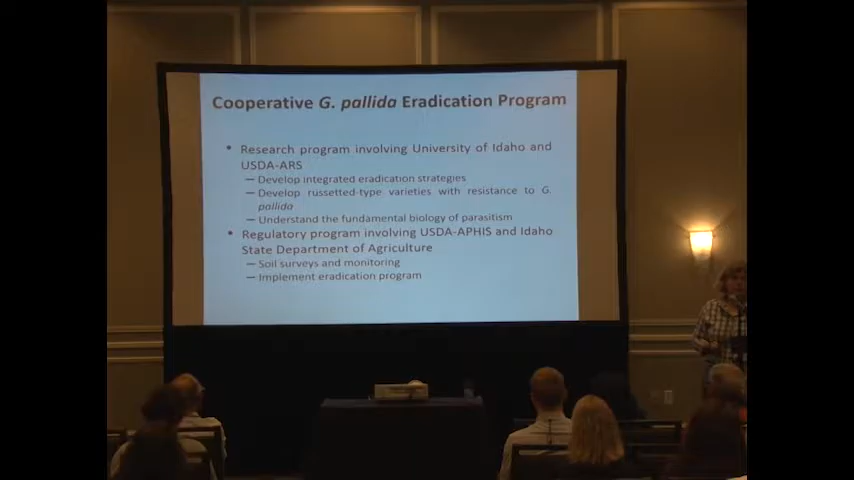 Cooperative G. pallida Eradication Program
• Research program involving University of Idaho and
USDA-ARS
– Develop integrated eradication strategies
– Develop russetted-type varieties with resistance to G.
pallida
– Understand the fundamental biology of parasitism
• Regulatory program involving USDA-APHIS and Idaho
State Department of Agriculture
– Soil surveys and monitoring
– Implement eradication program